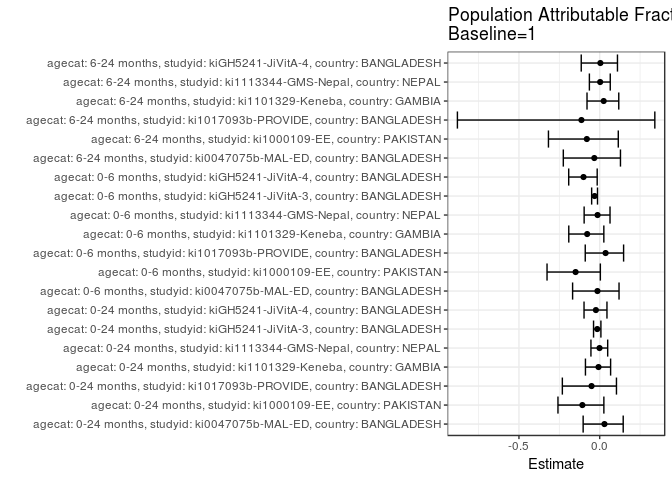 Population Attributable Frac
Baseline=1
agecat: 6-24 months, studyid: kiGH5241-JiVitA-4, country: BANGLADESH
agecat: 6-24 months, studyid: ki1113344-GMS-Nepal, country: NEPAL
agecat: 6-24 months, studyid: ki1101329-Keneba, country: GAMBIA
agecat: 6-24 months, studyid: ki1017093b-PROVIDE, country: BANGLADESH
agecat: 6-24 months, studyid: ki1000109-EE, country: PAKISTAN
agecat: 6-24 months, studyid: ki0047075b-MAL-ED, country: BANGLADESH
agecat: 0-6 months, studyid: kiGH5241-JiVitA-4, country: BANGLADESH
agecat: 0-6 months, studyid: kiGH5241-JiVitA-3, country: BANGLADESH
agecat: 0-6 months, studyid: ki1113344-GMS-Nepal, country: NEPAL
agecat: 0-6 months, studyid: ki1101329-Keneba, country: GAMBIA
agecat: 0-6 months, studyid: ki1017093b-PROVIDE, country: BANGLADESH
agecat: 0-6 months, studyid: ki1000109-EE, country: PAKISTAN
agecat: 0-6 months, studyid: ki0047075b-MAL-ED, country: BANGLADESH
agecat: 0-24 months, studyid: kiGH5241-JiVitA-4, country: BANGLADESH
agecat: 0-24 months, studyid: kiGH5241-JiVitA-3, country: BANGLADESH
agecat: 0-24 months, studyid: ki1113344-GMS-Nepal, country: NEPAL
agecat: 0-24 months, studyid: ki1101329-Keneba, country: GAMBIA
agecat: 0-24 months, studyid: ki1017093b-PROVIDE, country: BANGLADESH
agecat: 0-24 months, studyid: ki1000109-EE, country: PAKISTAN
agecat: 0-24 months, studyid: ki0047075b-MAL-ED, country: BANGLADESH
-0.5 0.0
Estimate